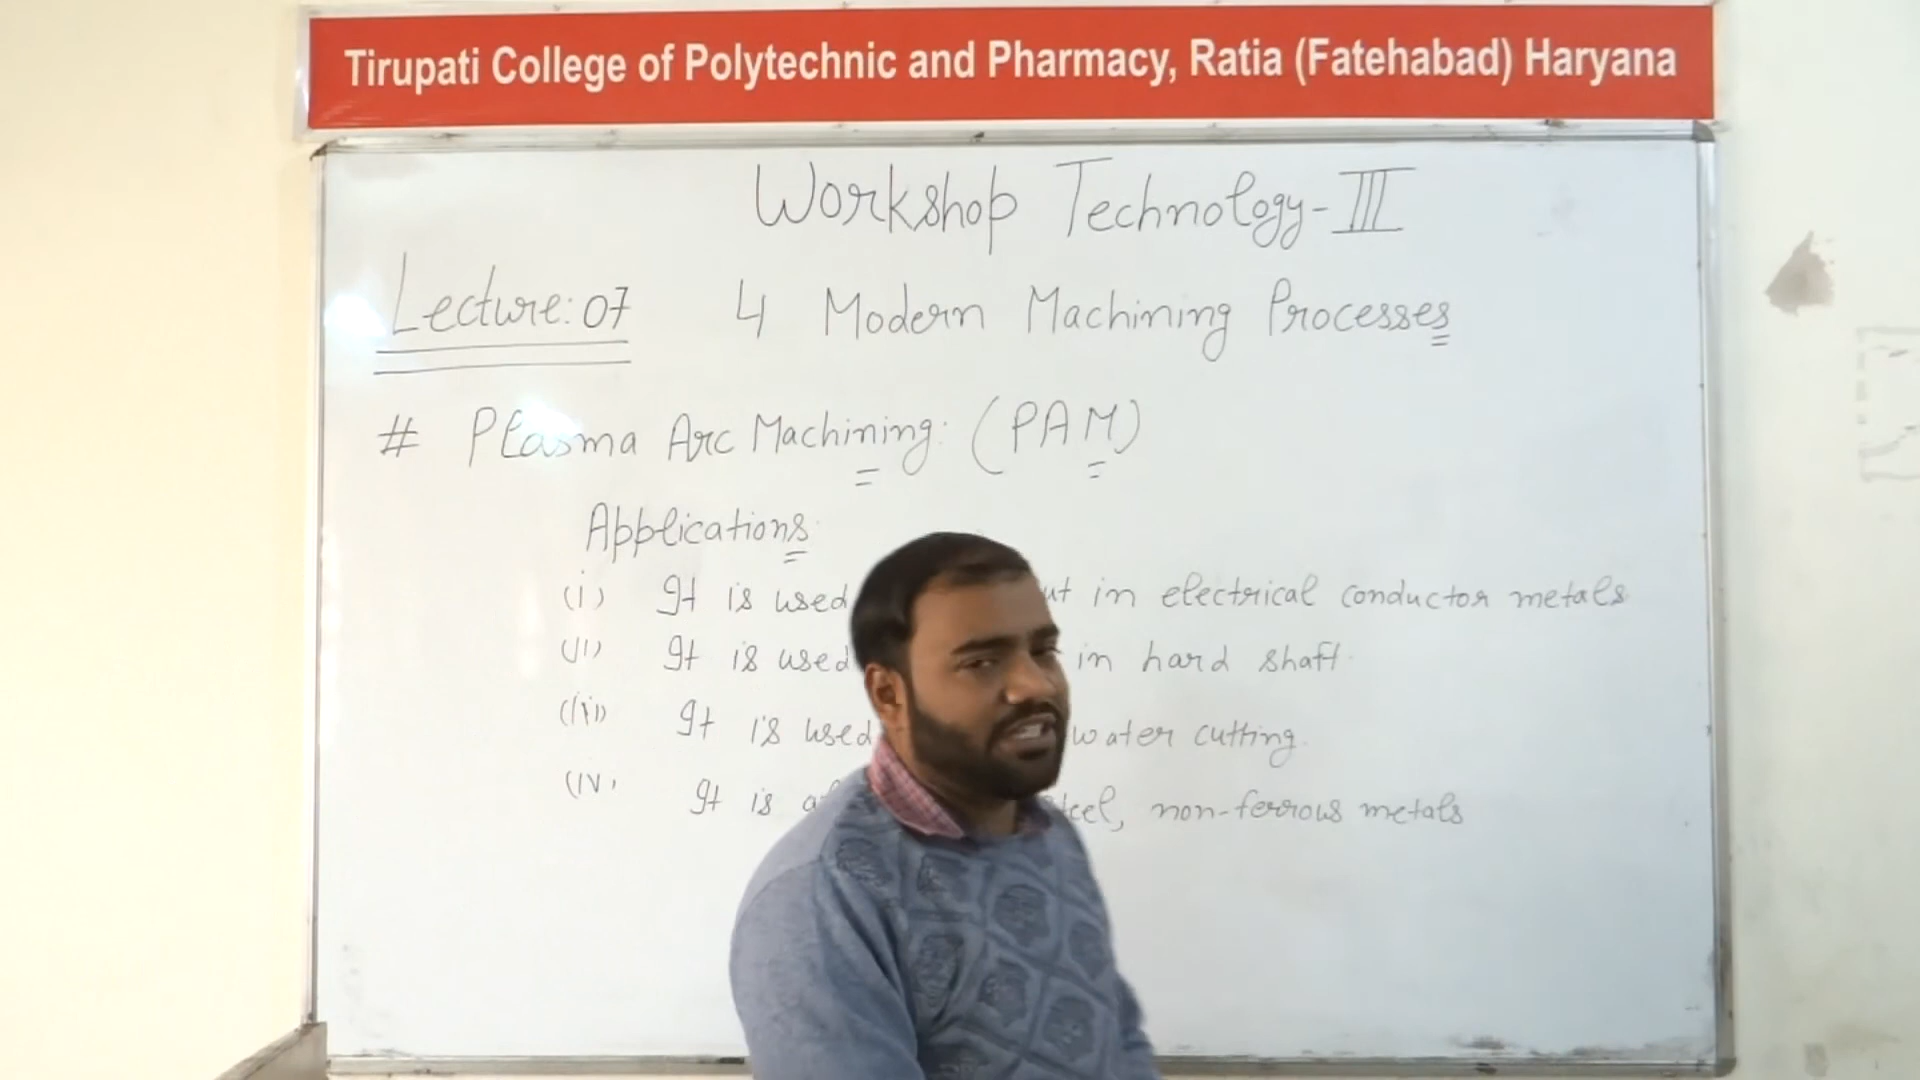 Tirupati College of Polytechnic and Pharmacy, Ratia (Fatehabad) Haryana
Workshop Technology-III
Lecture: 07 4 Modern Machining Processes
# Plasma Arc Machining: (PAM)
Applications
(i) It is used in electrical conductor metals
(ii) It is used in hard shaft
(iii) It is used water cutting
(iv) It is non-ferrous metals